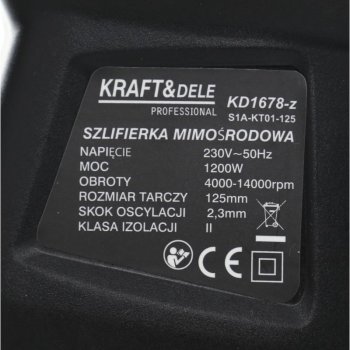 KRAFT&DELE
PROFESSIONAL
KD1678-z
S1A-KT01-125
SZLIFIERKA MIMOŚRODOWA
NAPIĘCIE 230V~50Hz
MOC 1200W
OBROTY 4000-14000rpm
ROZMIAR TARCZY 125mm
SKOK OSCYLACJI 2,3mm
KLASA IZOLACJI II
CE